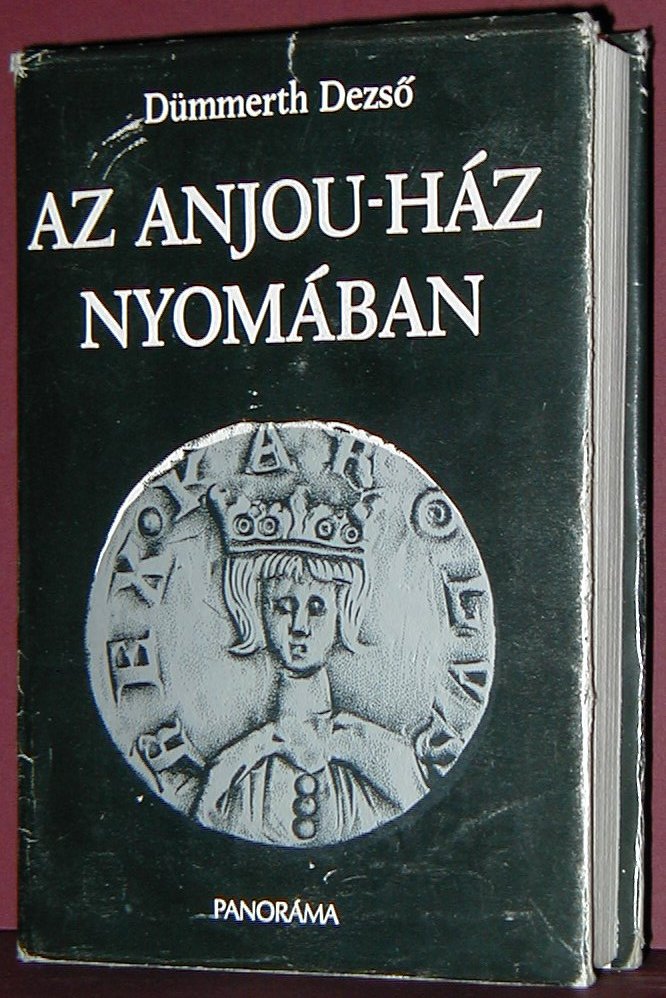 Dümmerth Dezső
AZ ANJOU-HÁZ
NYOMÁBAN
REX KAROLVS
PANORÁMA